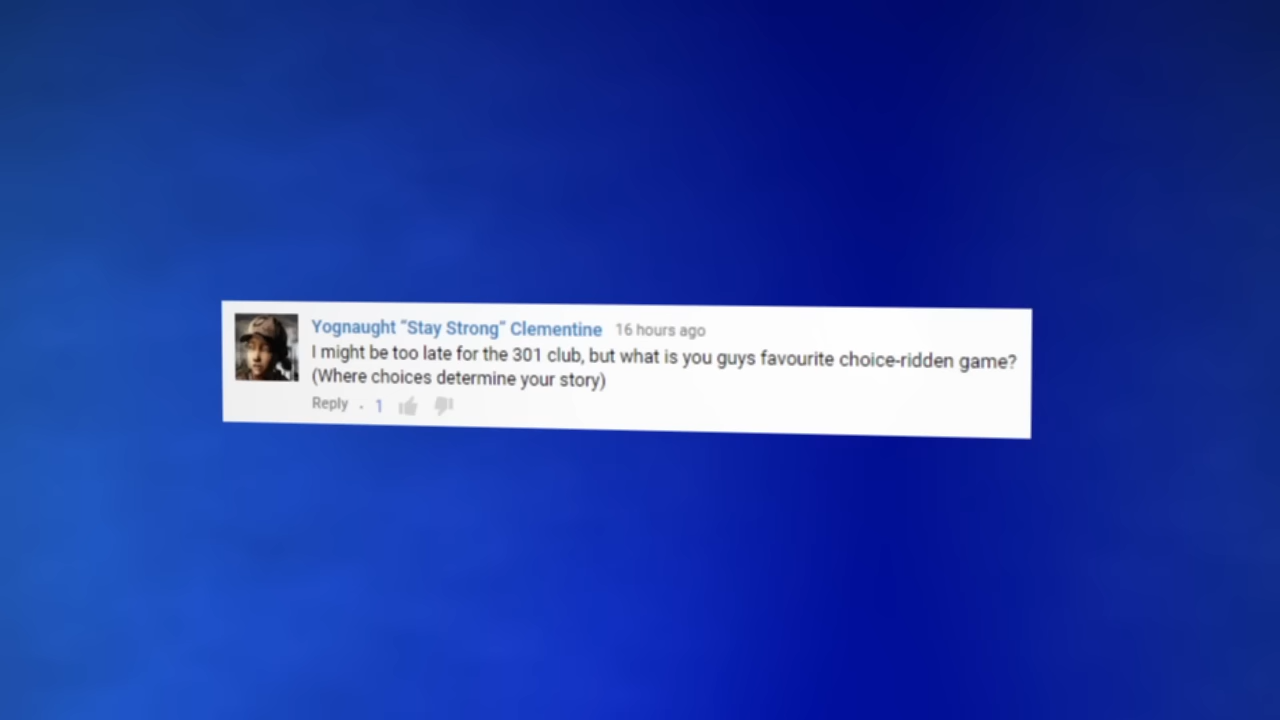 Yognaught "Stay Strong" Clementine 16 hours ago
I might be too late for the 301 club, but what is you guys favourite choice-ridden game?
(Where choices determine your story)
Reply . 1